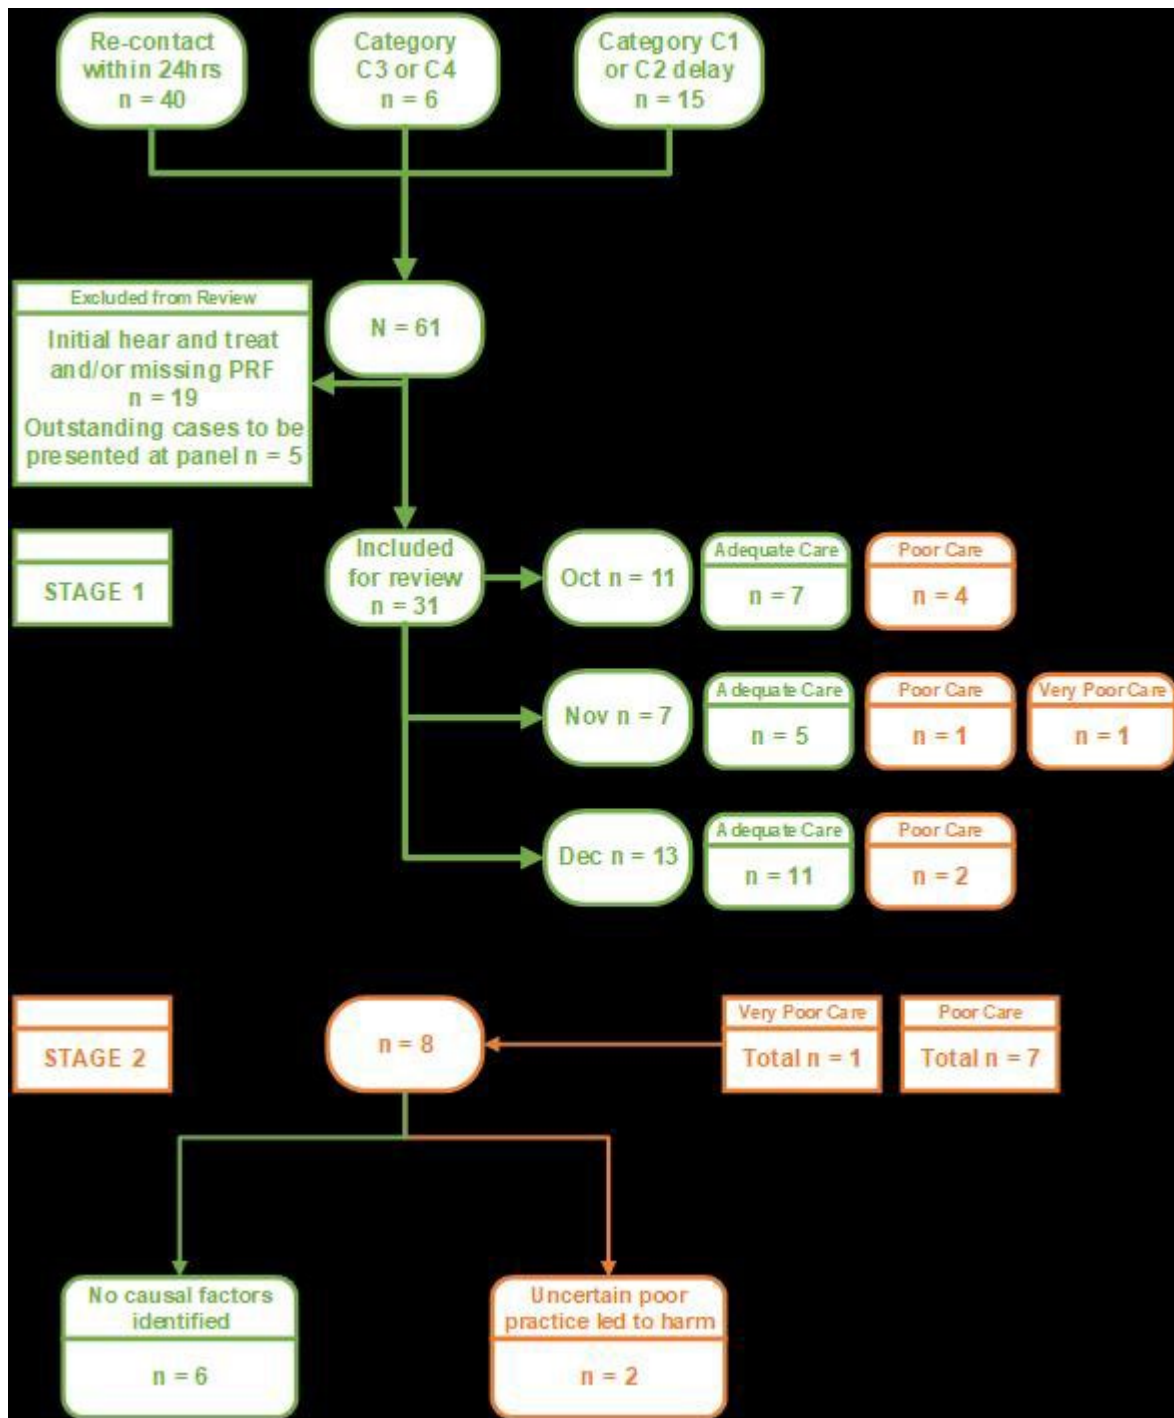 Re-contact
within 24hrs
n = 40
Category
C3 or C4
n = 6
Category C1
or C2 delay
n = 15
N = 61
Excluded from Review
Initial hear and treat
and/or missing PRF
n = 19
Outstanding cases to be
presented at panel n = 5
STAGE 1
Included
for review
n = 31
Oct n = 11
Adequate Care
n = 7
Poor Care
n = 4
Nov n = 7
Adequate Care
n = 5
Poor Care
n = 1
Very Poor Care
n = 1
Dec n = 13
Adequate Care
n = 11
Poor Care
n = 2
STAGE 2
n = 8
Very Poor Care
Total n = 1
Poor Care
Total n = 7
No causal factors
identified
n = 6
Uncertain poor
practice led to harm
n = 2